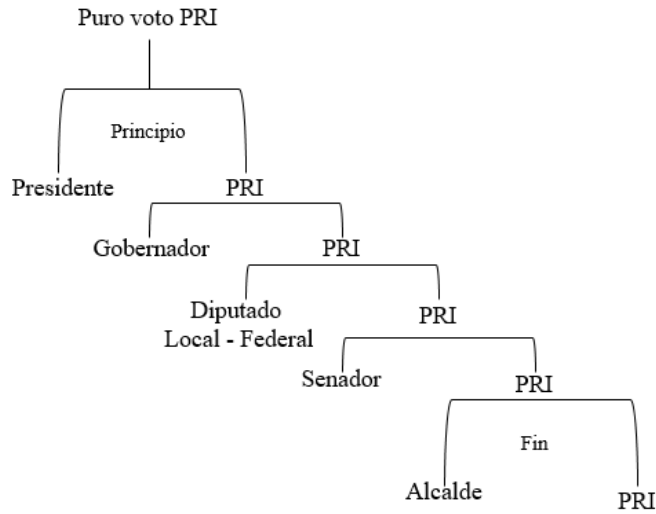 Puro voto PRI
Principio
Presidente PRI
Gobernador PRI
Diputado
Local - Federal
PRI
Senador PRI
Fin
Alcalde PRI